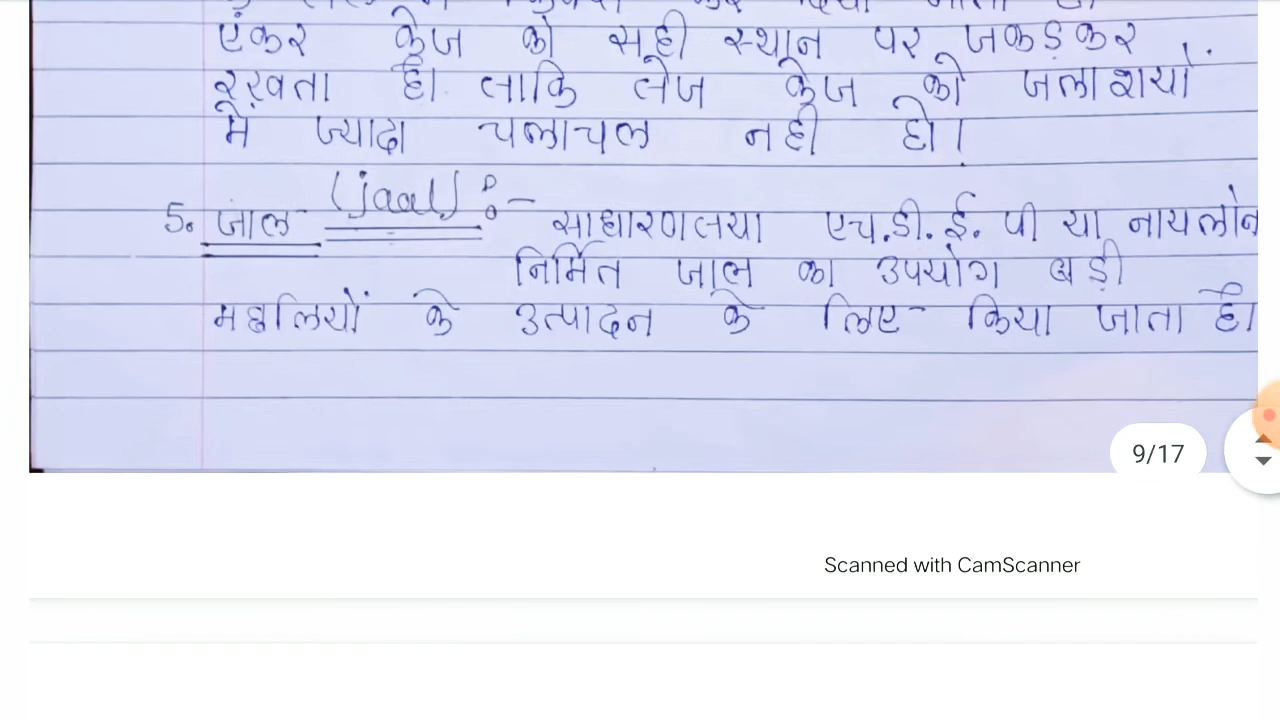 एंकर केज को सही स्थान पर जकड़कर
रखता है। लाकि लेज केज को जलाशयों
में ज्यादा चलाचल नही हो।
5. जाल (jaal) :-
साधारणलया एच.डी.ई. पी या नायलोन
निर्मित जाल का उपयोग बड़ी
मछलियों के उत्पादन के लिए किया जाता है।
9/17
Scanned with CamScanner